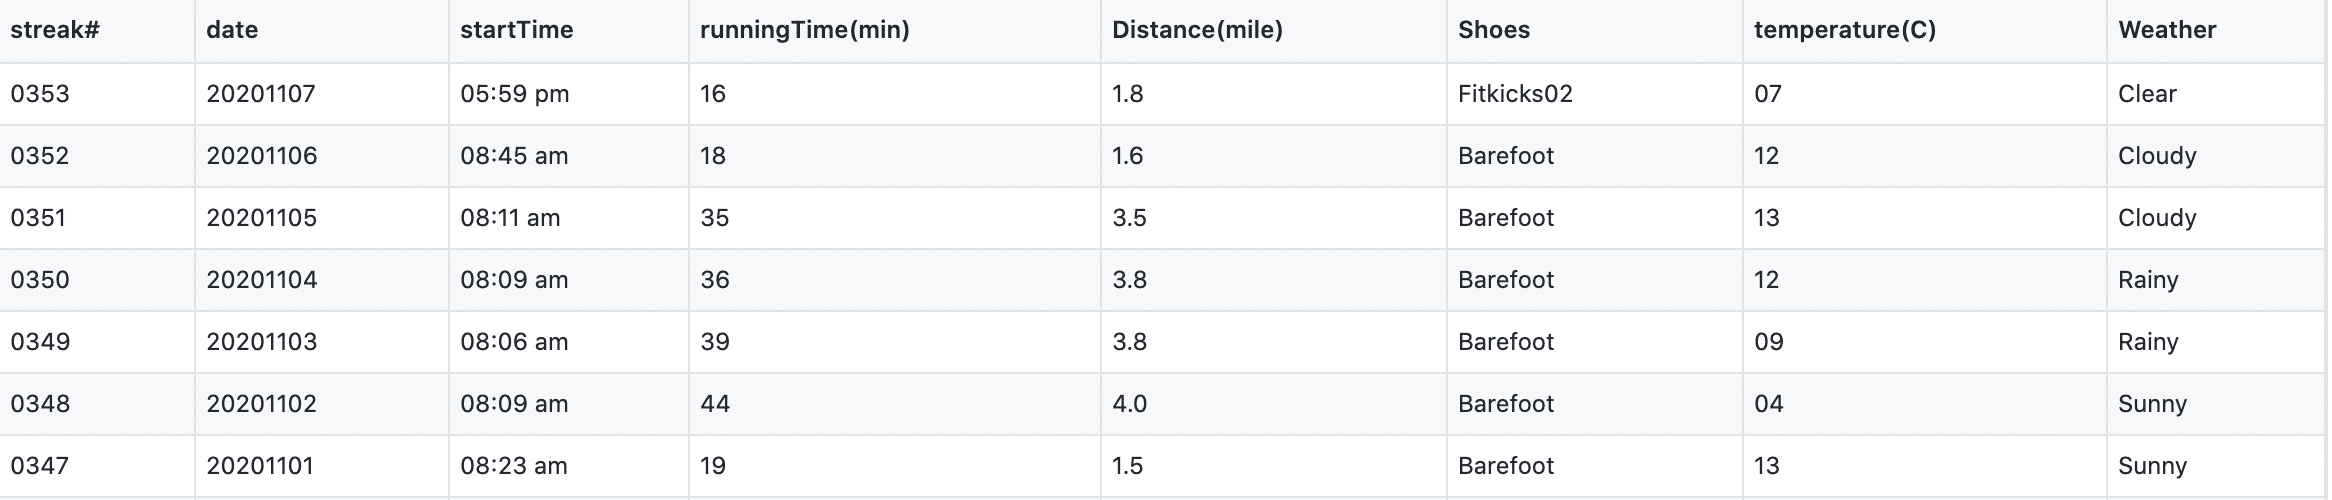 streak# date startTime runningTime(min) Distance(mile) Shoes temperature(C) Weather
0353 20201107 05:59 pm 16 1.8 Fitkicks02 07 Clear
0352 20201106 08:45 am 18 1.6 Barefoot 12 Cloudy
0351 20201105 08:11 am 35 3.5 Barefoot 13 Cloudy
0350 20201104 08:09 am 36 3.8 Barefoot 12 Rainy
0349 20201103 08:06 am 39 3.8 Barefoot 09 Rainy
0348 20201102 08:09 am 44 4.0 Barefoot 04 Sunny
0347 20201101 08:23 am 19 1.5 Barefoot 13 Sunny